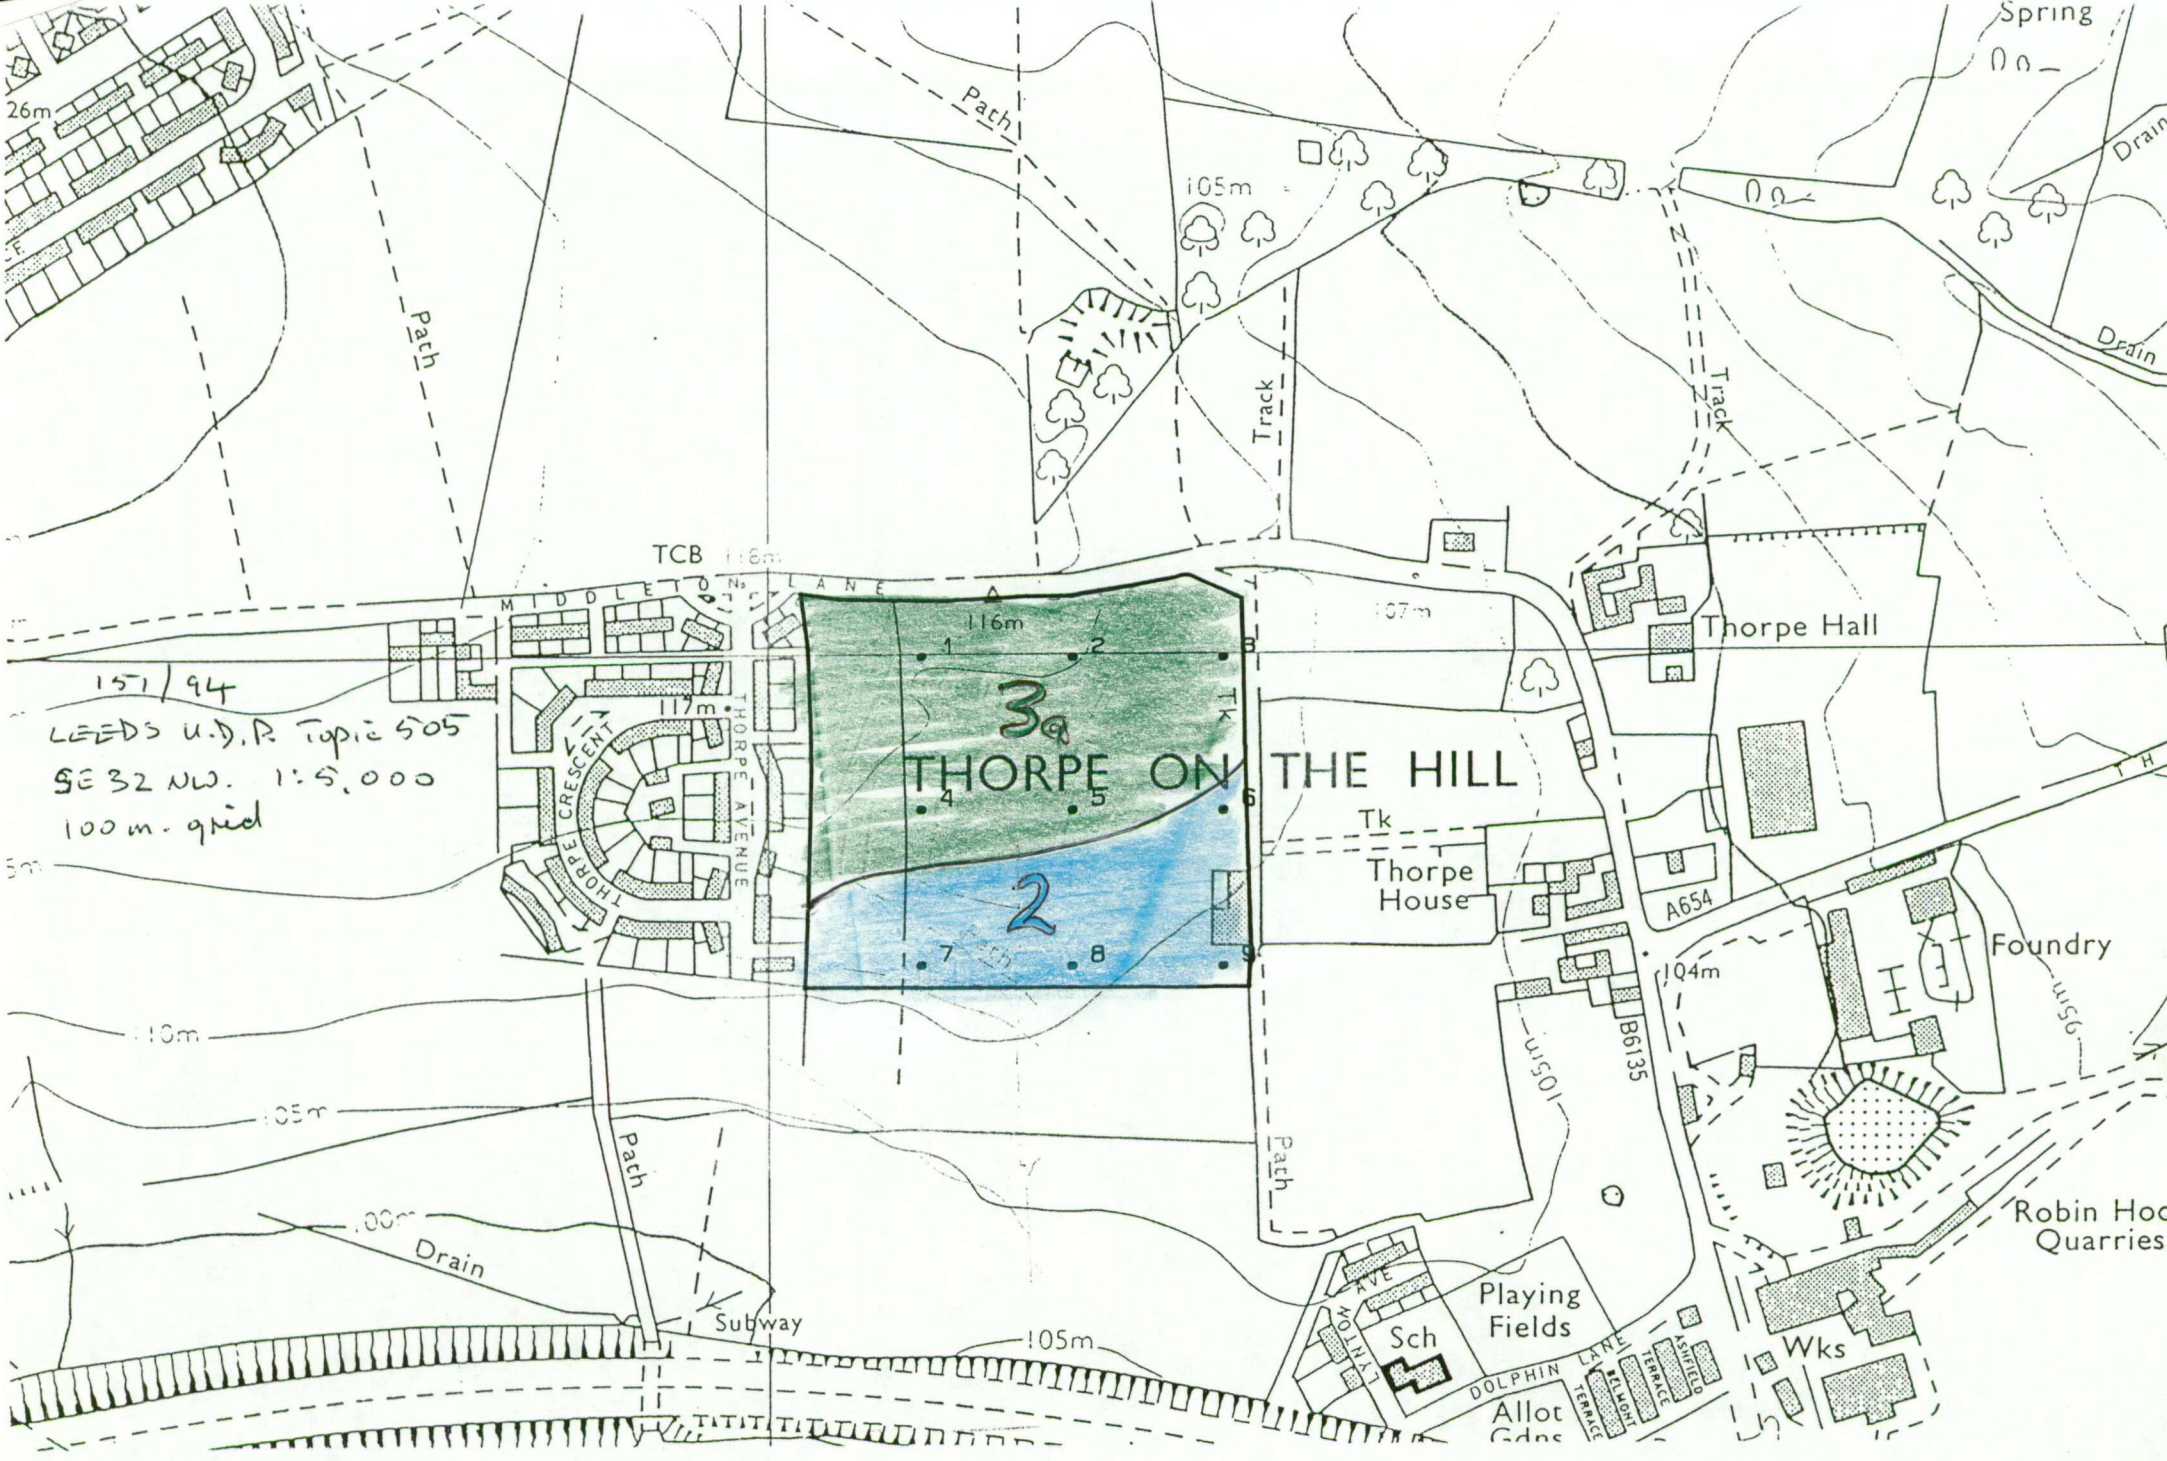 Spring
26m
Path
Drain
105m
Path
Track
Track
Drain
TCB 118m
MIDDLETON LANE
116m
107m
Thorpe Hall
1
2
3
151/94
LEEDS U.D.P. Topic 505
SE 32 NW. 1:5,000
100 m. grid
117m
THORPE CRESCENT
THORPE AVENUE
3a
Tk
THORPE ON THE HILL
4
5
6
Tk
Thorpe
House
2
A654
7
Path
8
9
Foundry
104m
110m
105m
B6135
95m
105m
Path
Path
100m
Drain
Robin Hoo
Quarries
AVE
LYNTON
Playing
Fields
Subway
105m
Sch
Wks
DOLPHIN LANE
ASHFIELD
TERRACE
BELMONT
TERRACE
Allot
Gdns